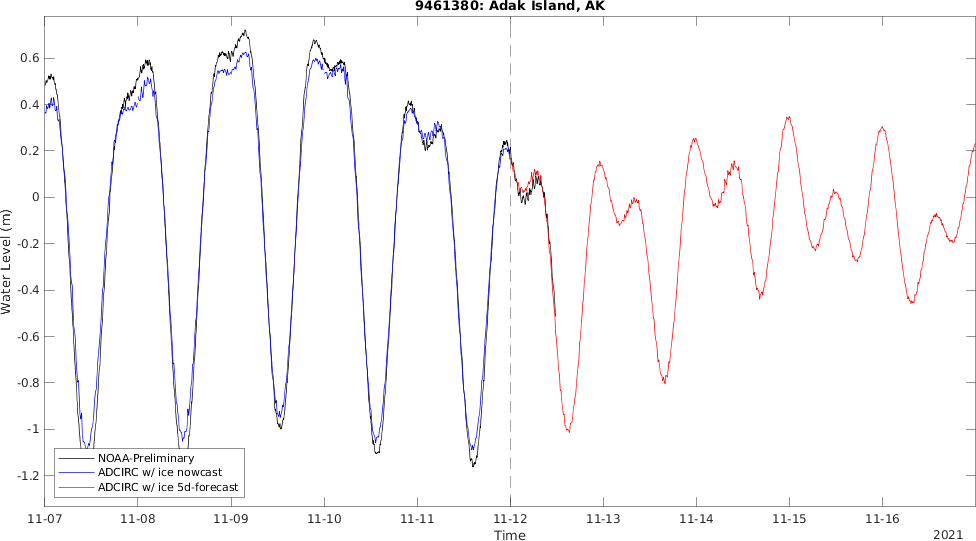 9461380: Adak Island, AK
Water Level (m)
0.6
0.4
0.2
0
-0.2
-0.4
-0.6
-0.8
-1
-1.2
NOAA-Preliminary
ADCIRC w/ ice nowcast
ADCIRC w/ ice 5d-forecast
11-07 11-08 11-09 11-10 11-11 11-12 11-13 11-14 11-15 11-16
Time
2021